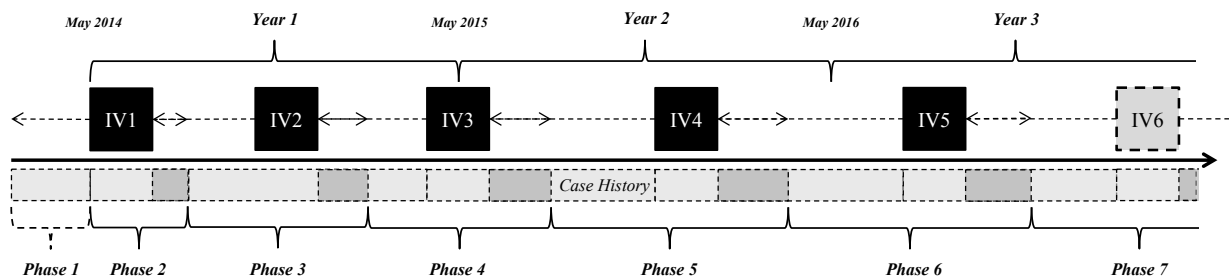 May 2014
Year 1
May 2015
Year 2
May 2016
Year 3
IV1
IV2
IV3
IV4
IV5
IV6
Case History
Phase 1
Phase 2
Phase 3
Phase 4
Phase 5
Phase 6
Phase 7